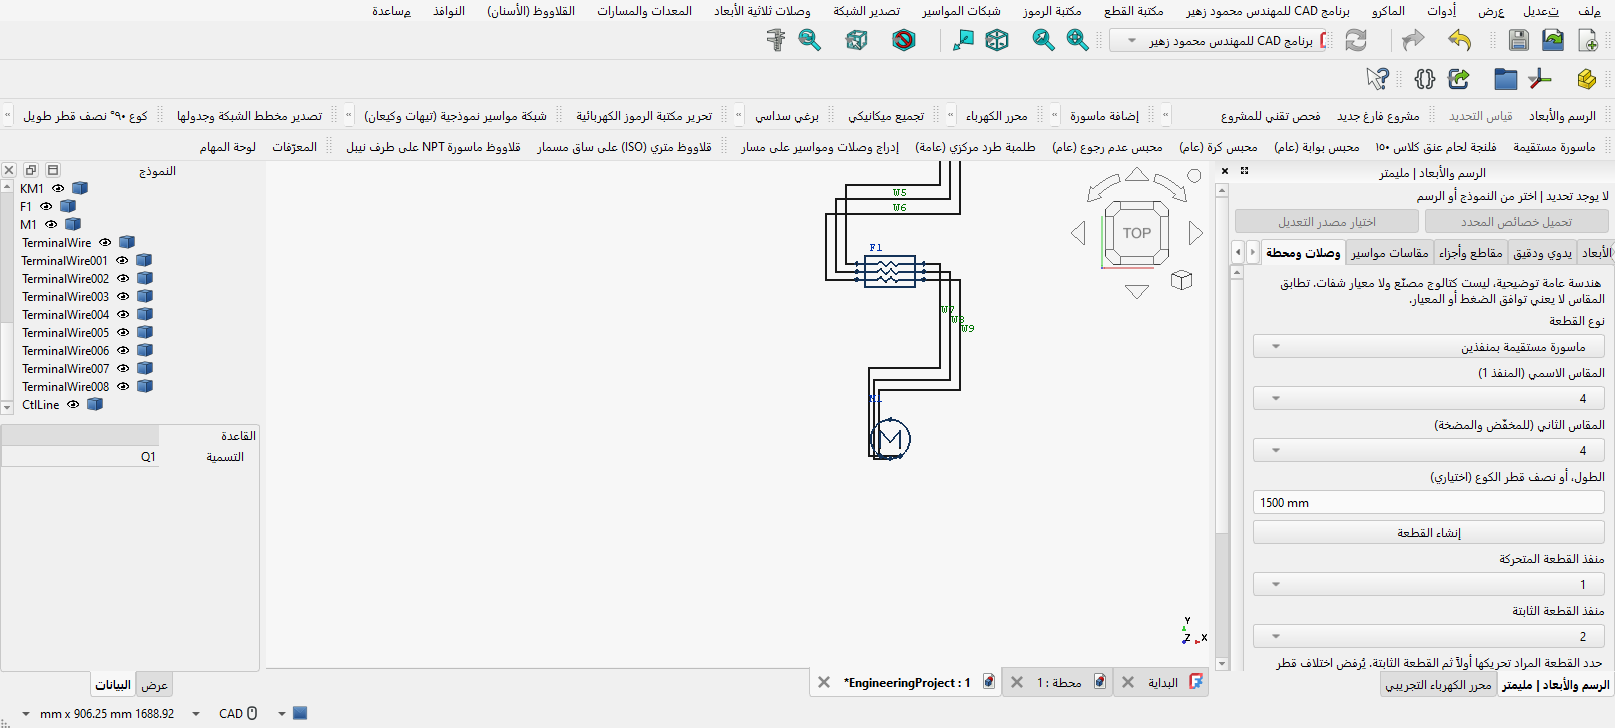 ملف تعديل عرض أدوات الماكرو برنامج CAD للمهندس محمود زهير مكتبة القطع مكتبة الرموز شبكات المواسير تصدير الشبكة وصلات ثلاثية الأبعاد المعدات والمسارات القلاووظ (الأسنان) النوافذ مساعدة
برنامج CAD للمهندس محمود زهير
الرسم والأبعاد قياس التحديد مشروع فارغ جديد فحص تقني للمشروع إضافة ماسورة محرر الكهرباء تجميع ميكانيكي برغي سداسي تحرير مكتبة الرموز الكهربائية شبكة مواسير نموذجية (تيهات وكيعان) تصدير مخطط الشبكة وجدولها كوع ٩٠° نصف قطر طويل
ماسورة مستقيمة فلنجة لحام عنق كلاس ١٥٠ محبس بوابة (عام) محبس كرة (عام) محبس عدم رجوع (عام) طلمبة طرد مركزي (عامة) إدراج وصلات ومواسير على مسار قلاووظ متري (ISO) على ساق مسمار قلاووظ ماسورة NPT على طرف نيبل المعرّفات لوحة المهام
الرسم والأبعاد | مليمتر
لا يوجد تحديد | اختر من النموذج أو الرسم
تحميل خصائص المحدد
اختيار مصدر التعديل
الأبعاد يدوي ودقيق مقاطع وأجزاء مقاسات مواسير وصلات ومحطة
هندسة عامة توضيحية، ليست كتالوج مصنّع ولا معيار شفات. تطابق
المقاس لا يعني توافق الضغط أو المعيار.
نوع القطعة
ماسورة مستقيمة بمنفذين
المقاس الاسمي (المنفذ 1)
4
المقاس الثاني (للمخفّض والمضخة)
4
الطول، أو نصف قطر الكوع (اختياري)
1500 mm
إنشاء القطعة
منفذ القطعة المتحركة
1
منفذ القطعة الثابتة
2
حدد القطعة المراد تحريكها أولاً ثم القطعة الثابتة. يُرفض اختلاف قطر
الرسم والأبعاد | مليمتر محرر الكهرباء التجريبي
TOP
W5
W6
F1
W7
W8
W9
M
Y
Z X
النموذج
KM1
F1
M1
TerminalWire
TerminalWire001
TerminalWire002
TerminalWire003
TerminalWire004
TerminalWire005
TerminalWire006
TerminalWire007
TerminalWire008
CtlLine
القاعدة
التسمية Q1
عرض البيانات
البداية
محطة : 1
EngineeringProject : 1*
CAD
1688.92 mm x 906.25 mm